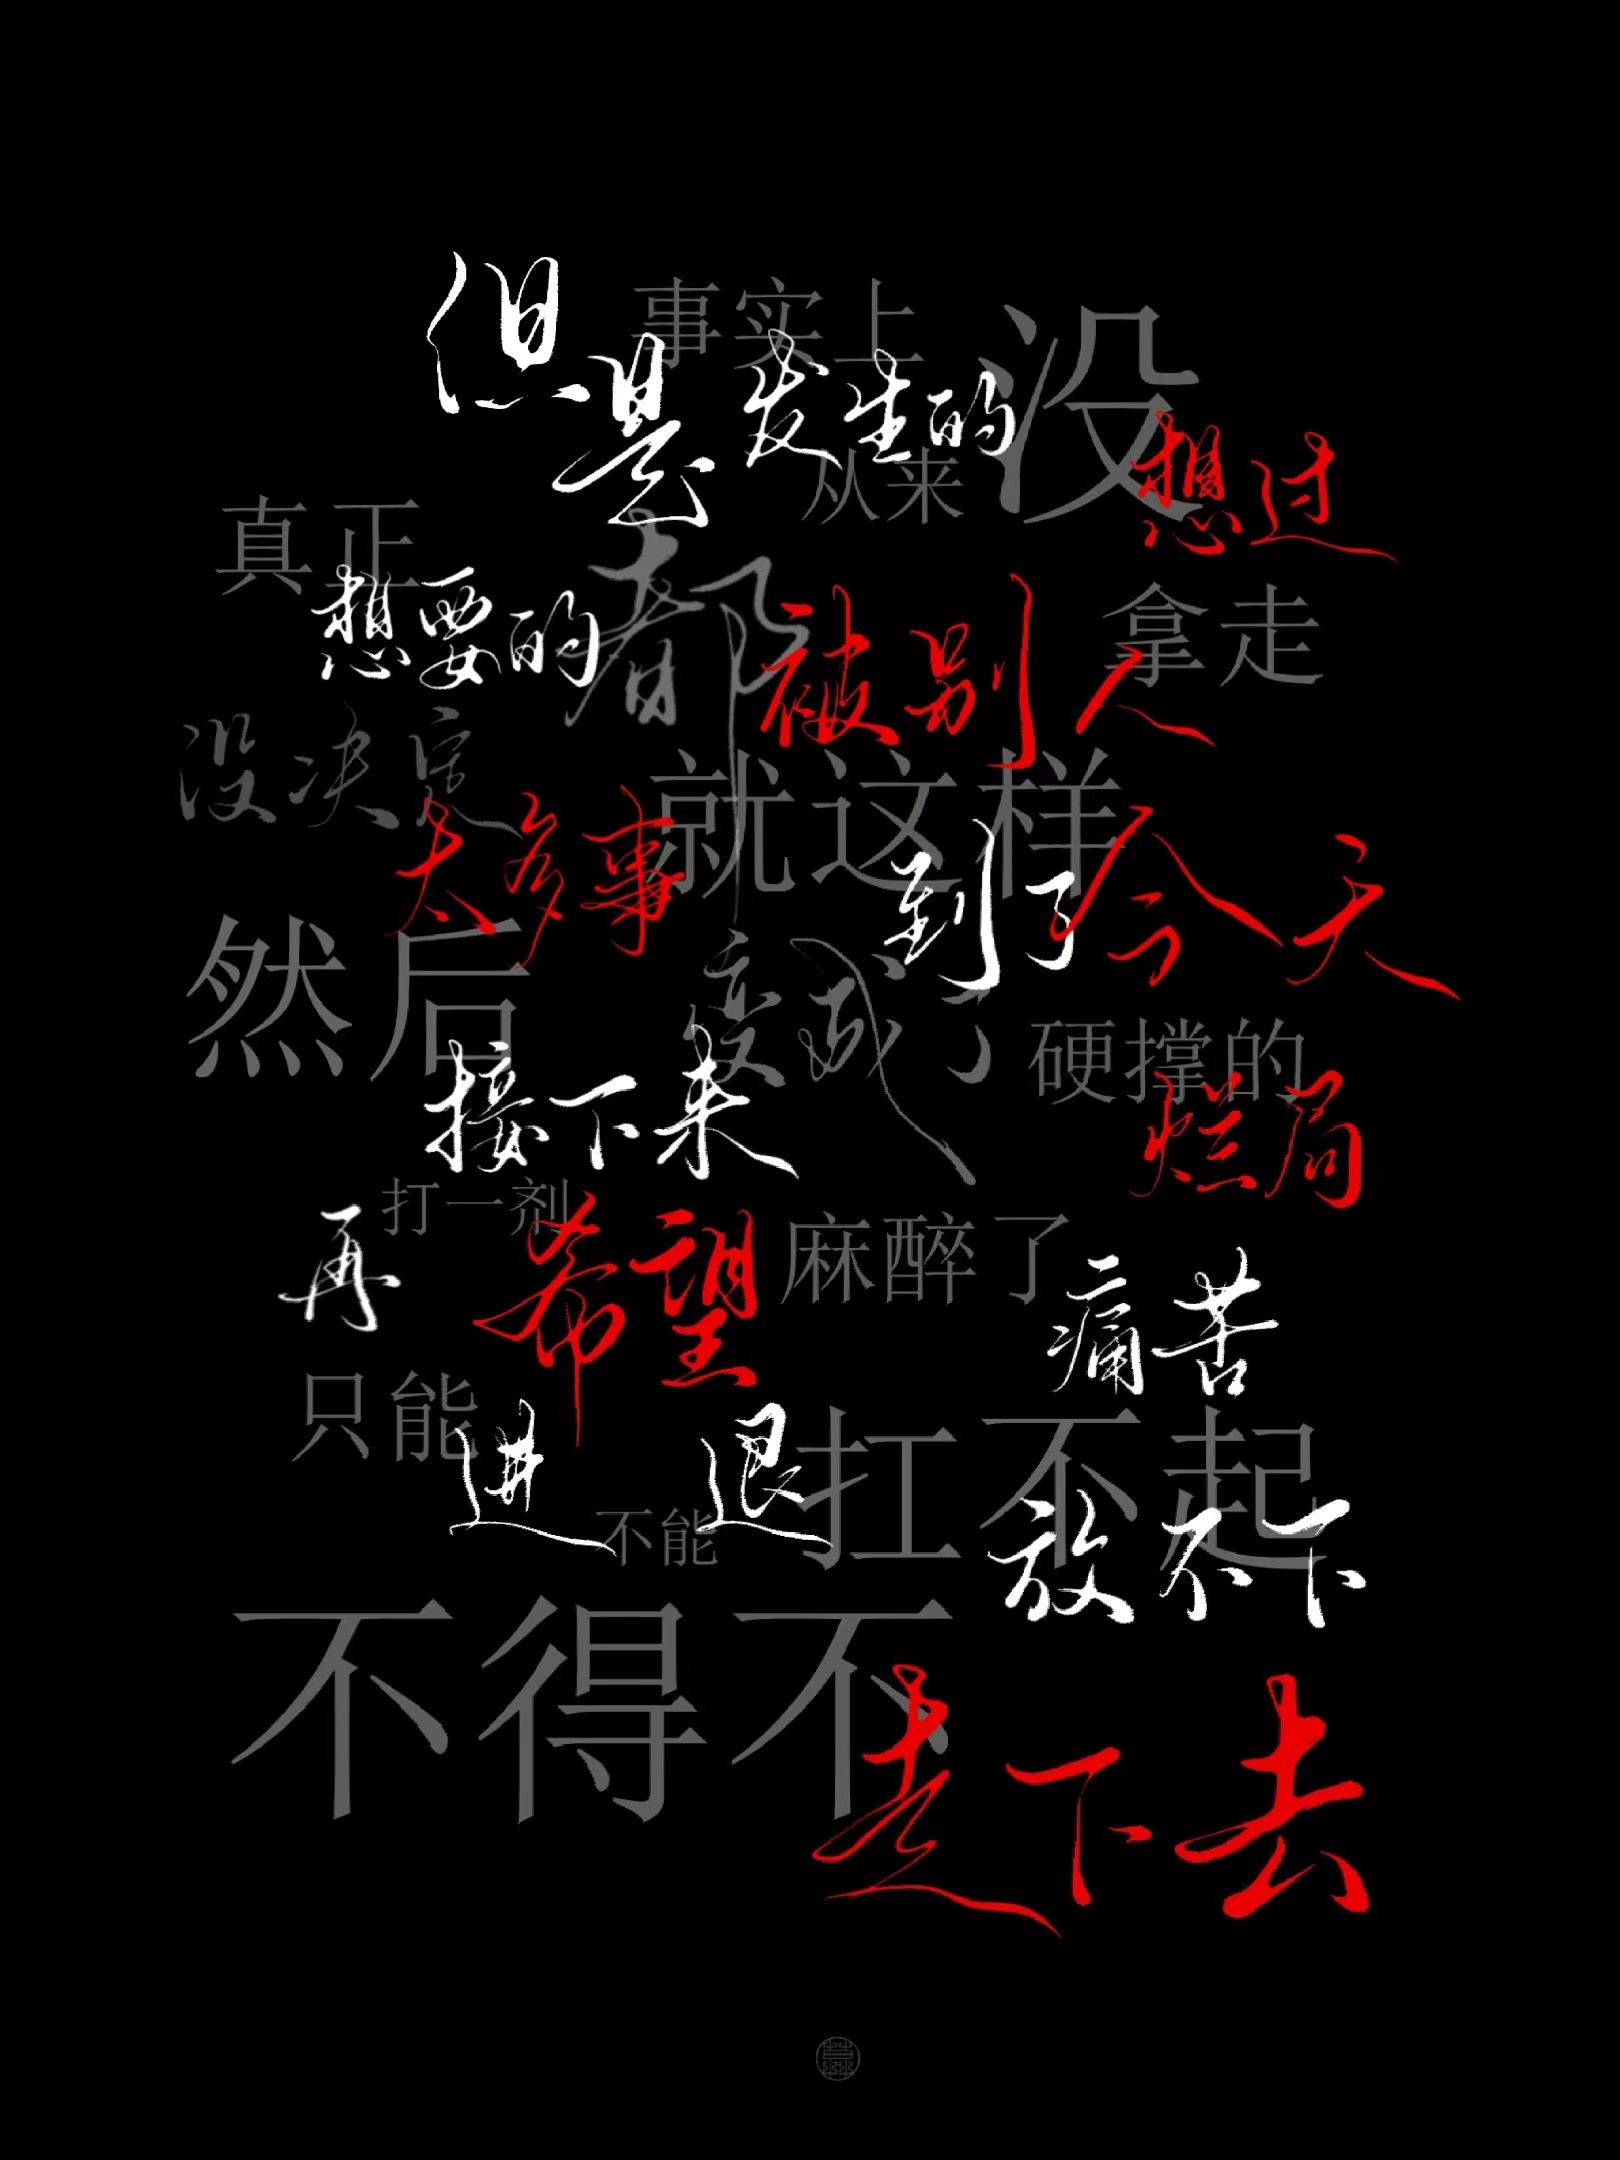 但是事实上发生的从来没想过
真正想要的都被别人拿走
没决定太多事就这样到了今天
然后接下来变成了硬撑的烂局
再打一剂希望麻醉了痛苦
只能进不能退扛不起放不下
不得不走下去